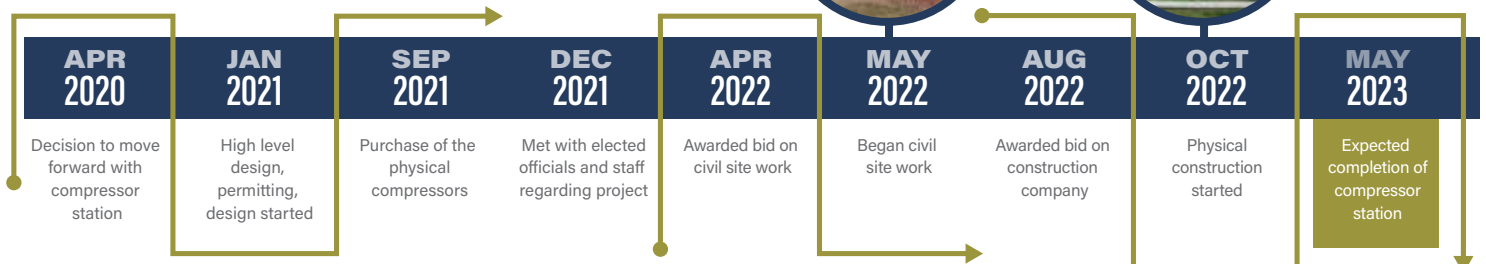 APR
2020
Decision to move
forward with
compressor
station
JAN
2021
High level
design,
permitting,
design started
SEP
2021
Purchase of the
physical
compressors
DEC
2021
Met with elected
officials and staff
regarding project
APR
2022
Awarded bid on
civil site work
MAY
2022
Began civil
site work
AUG
2022
Awarded bid on
construction
company
OCT
2022
Physical
construction
started
MAY
2023
Expected
completion of
compressor
station